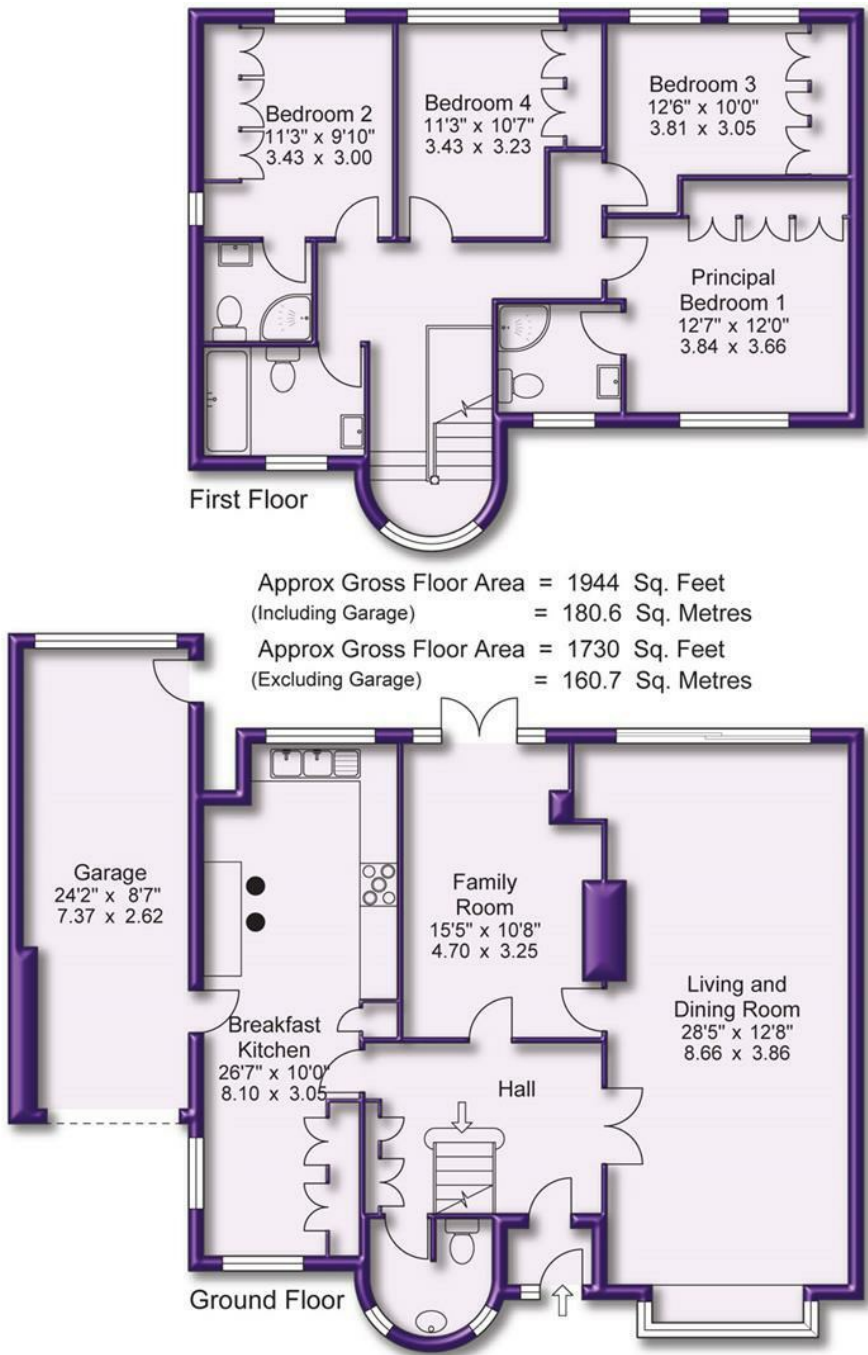 Bedroom 2
11'3" x 9'10"
3.43 x 3.00
Bedroom 4
11'3" x 10'7"
3.43 x 3.23
Bedroom 3
12'6" x 10'0"
3.81 x 3.05
Principal
Bedroom 1
12'7" x 12'0"
3.84 x 3.66
First Floor
Approx Gross Floor Area = 1944 Sq. Feet
(Including Garage) = 180.6 Sq. Metres
Approx Gross Floor Area = 1730 Sq. Feet
(Excluding Garage) = 160.7 Sq. Metres
Garage
24'2" x 8'7"
7.37 x 2.62
Family
Room
15'5" x 10'8"
4.70 x 3.25
Living and
Dining Room
28'5" x 12'8"
8.66 x 3.86
Breakfast
Kitchen
26'7" x 10'0"
8.10 x 3.05
Hall
Ground Floor